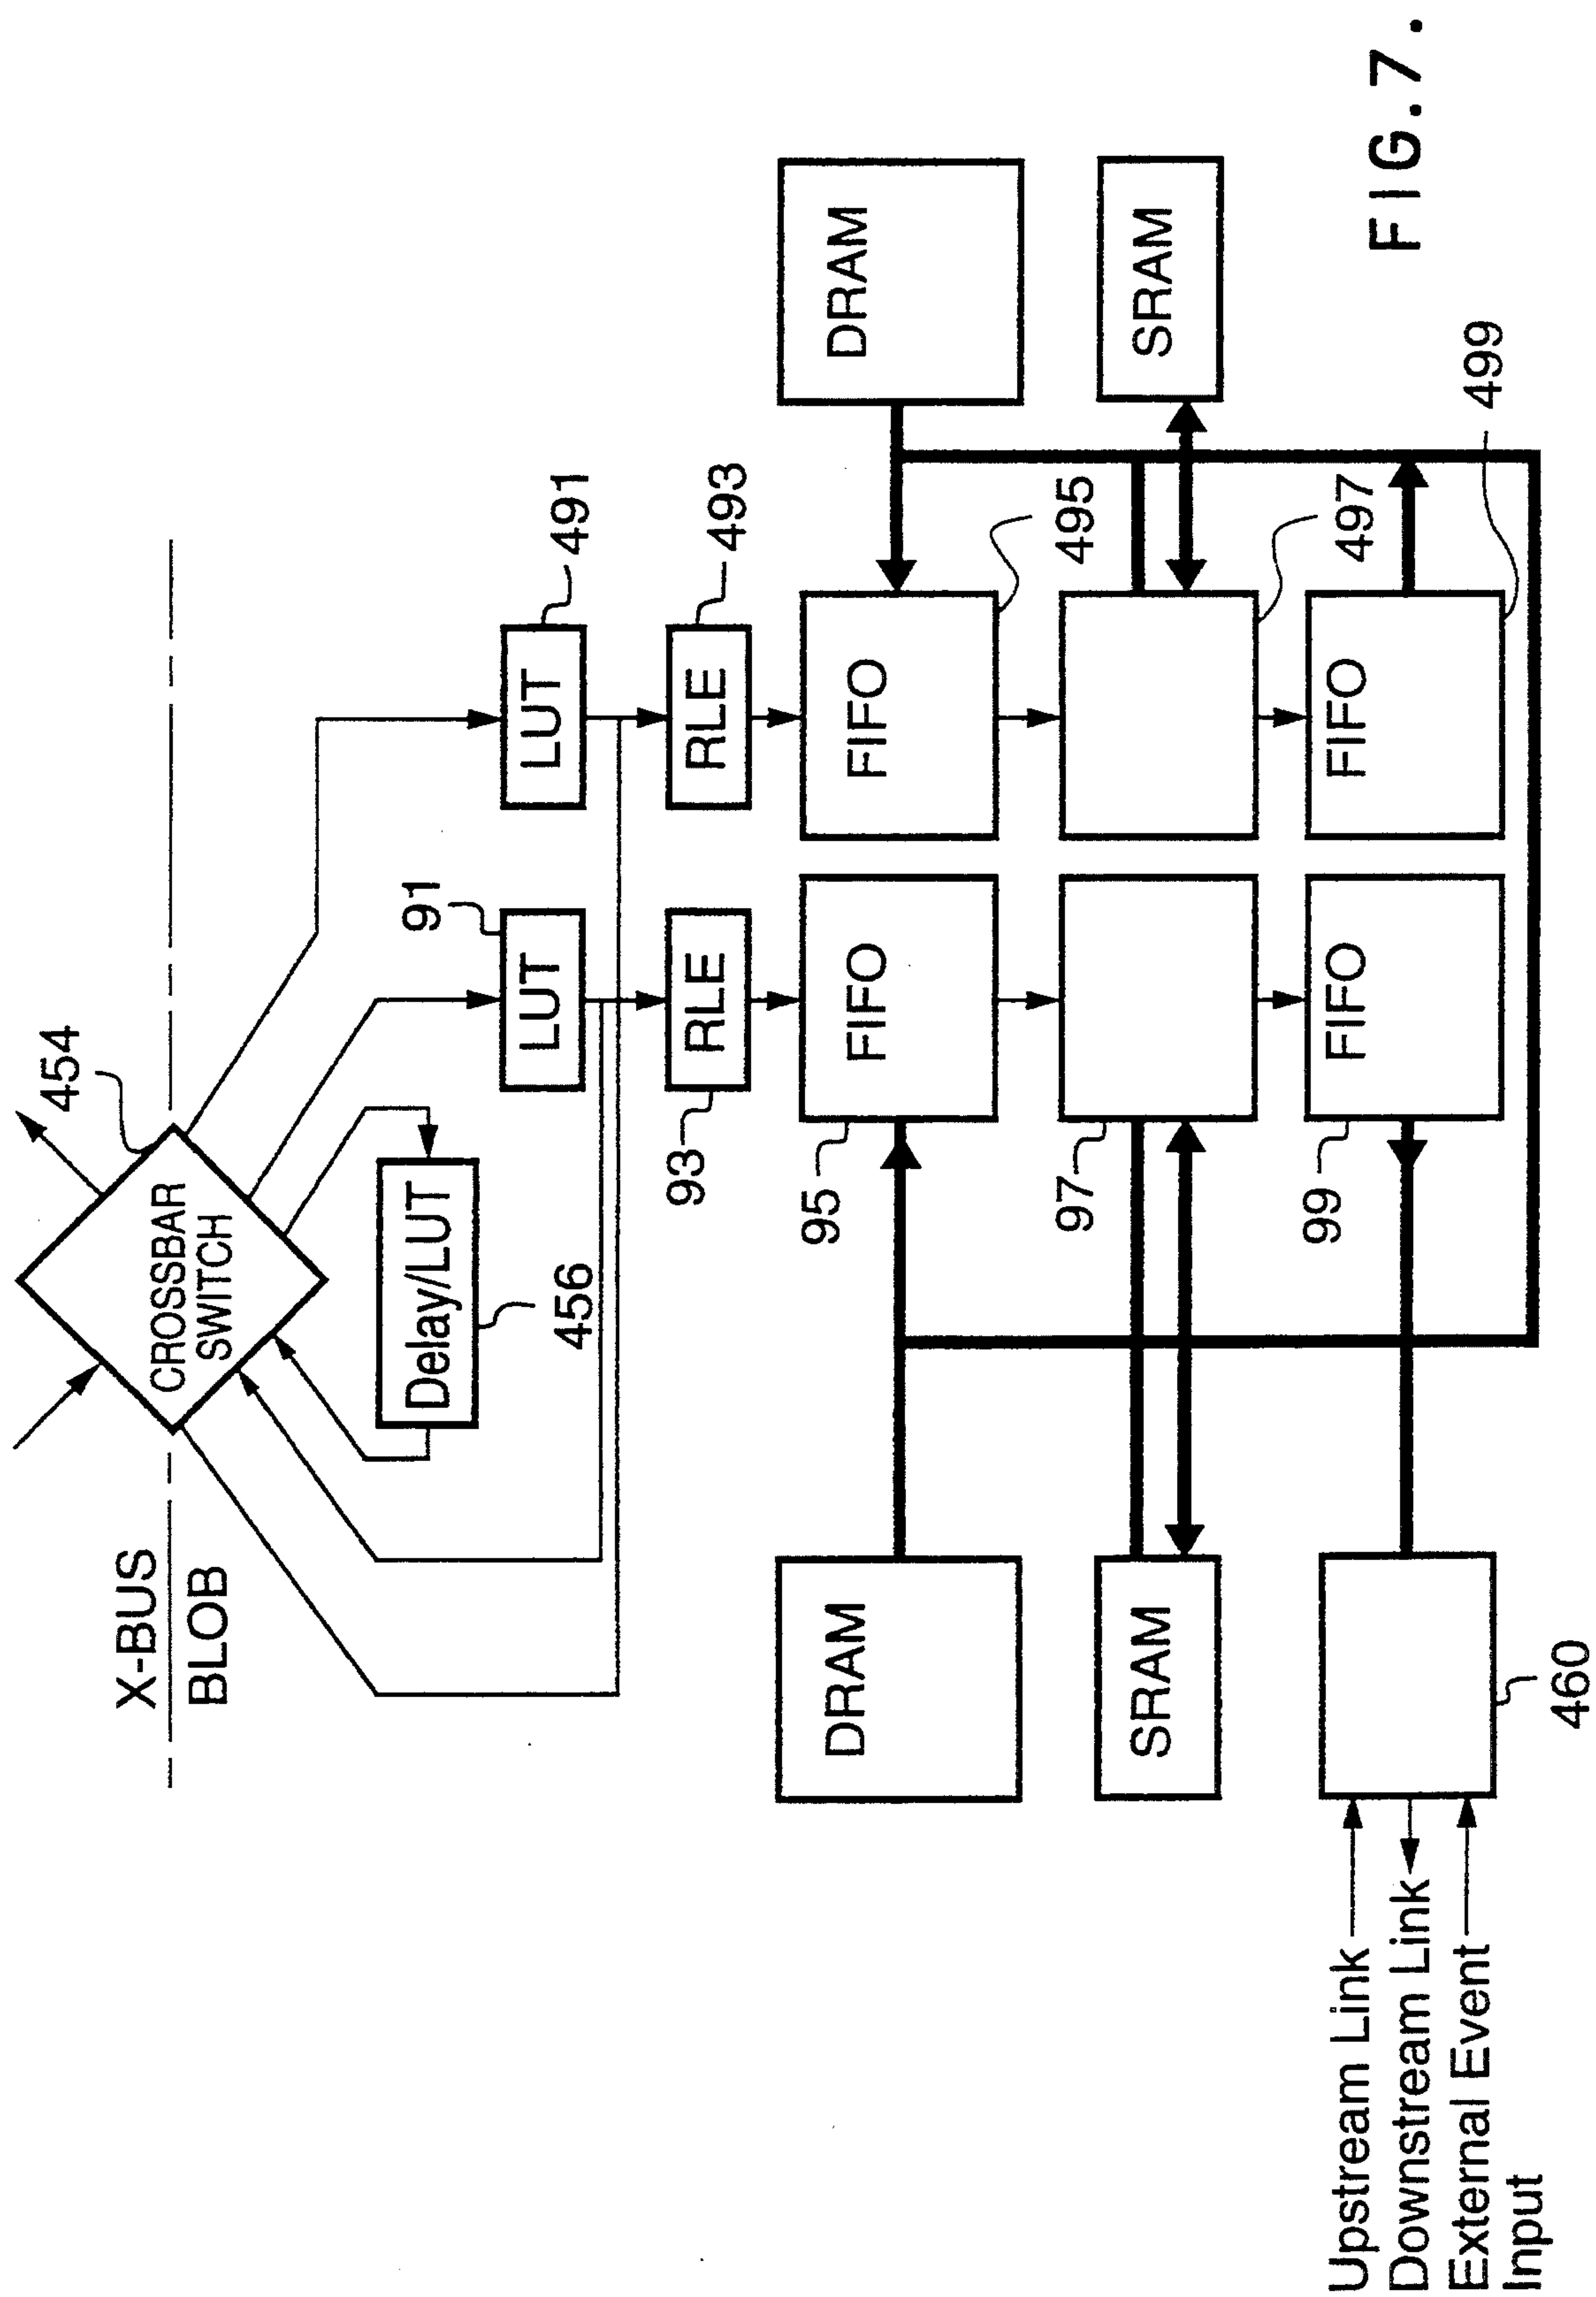 X-BUS
BLOB
CROSSBAR
SWITCH
454
Delay/LUT
456
LUT
91
LUT
491
RLE
93
RLE
493
DRAM
FIFO
95
FIFO
495
DRAM
SRAM
97
497
SRAM
FIFO
99
FIFO
499
460
Upstream Link
Downstream Link
External Event
Input
FIG.7.